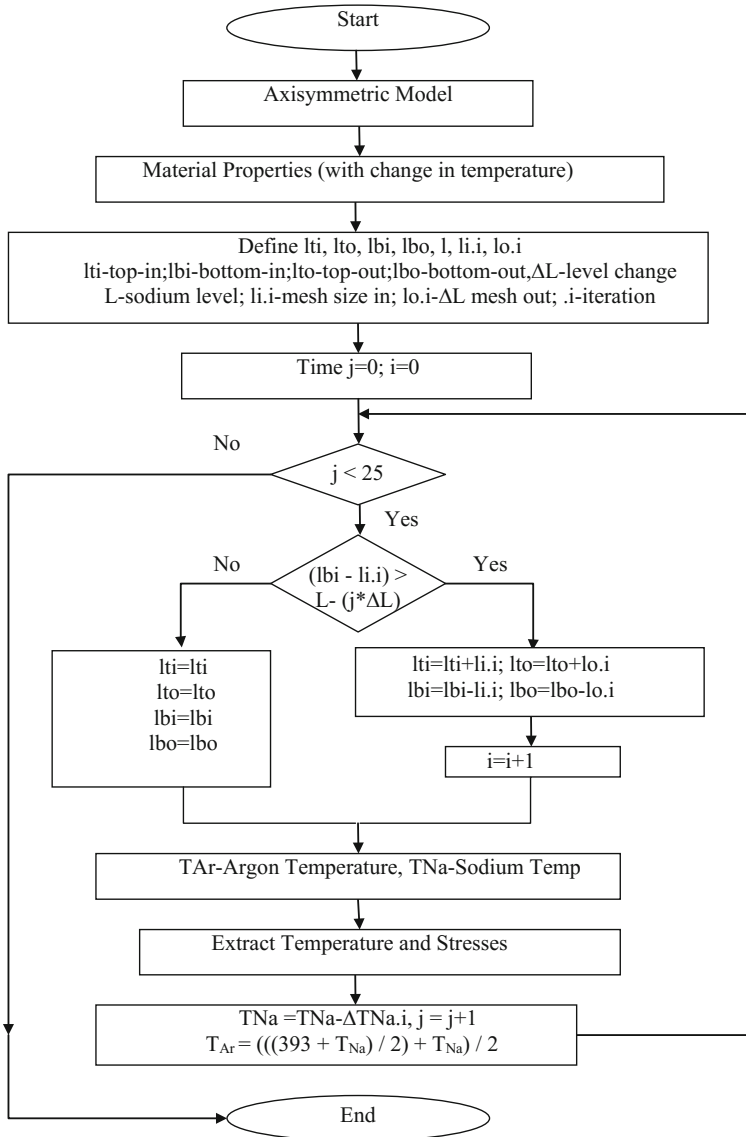 Start
Axisymmetric Model
Material Properties (with change in temperature)
Define lti, lto, lbi, lbo, l, li.i, lo.i
lti-top-in;lbi-bottom-in;lto-top-out;lbo-bottom-out,ΔL-level change
L-sodium level; li.i-mesh size in; lo.i-ΔL mesh out; .i-iteration
Time j=0; i=0
No
j < 25
Yes
No
(lbi - li.i) >
L- (j*ΔL)
Yes
lti=lti
lto=lto
lbi=lbi
lbo=lbo
lti=lti+li.i; lto=lto+lo.i
lbi=lbi-li.i; lbo=lbo-lo.i
i=i+1
TAr-Argon Temperature, TNa-Sodium Temp
Extract Temperature and Stresses
TNa =TNa-ΔTNa.i, j = j+1
T_Ar = (((393 + T_Na) / 2) + T_Na) / 2
End